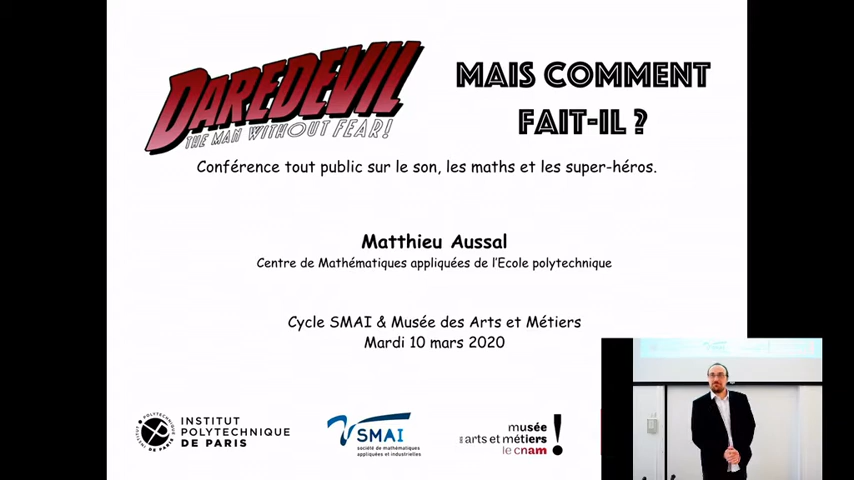 DAREDEVIL
THE MAN WITHOUT FEAR!
MAIS COMMENT
FAIT-IL ?
Conférence tout public sur le son, les maths et les super-héros.
Matthieu Aussal
Centre de Mathématiques appliquées de l'Ecole polytechnique
Cycle SMAI & Musée des Arts et Métiers
Mardi 10 mars 2020
INSTITUT
POLYTECHNIQUE
DE PARIS
SMAI
société de mathématiques
appliquées et industrielles
musée
des arts et métiers
le cnam